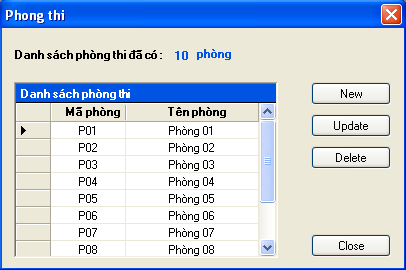 Phong thi
Danh sách phòng thi đã có : 10 phòng
Danh sách phòng thi
Mã phòng Tên phòng
P01 Phòng 01
P02 Phòng 02
P03 Phòng 03
P04 Phòng 04
P05 Phòng 05
P06 Phòng 06
P07 Phòng 07
P08 Phòng 08
New
Update
Delete
Close